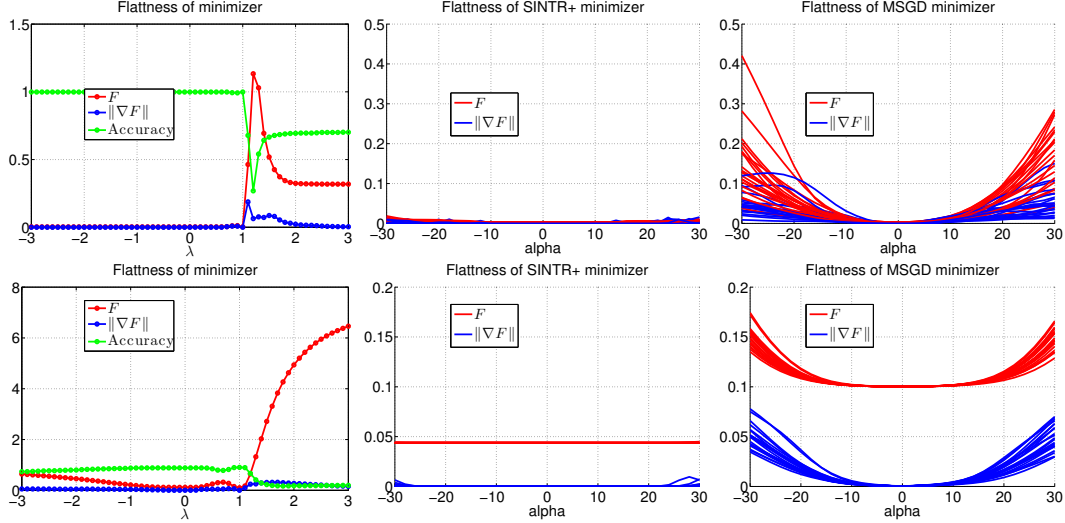 Flattness of minimizer
1.5
1
0.5
0
F
‖∇F‖
Accuracy
−3 −2 −1 0 1 2 3
λ
Flattness of SINTR+ minimizer
0.5
0.4
0.3
0.2
0.1
0
F
‖∇F‖
−30 −20 −10 0 10 20 30
alpha
Flattness of MSGD minimizer
0.5
0.4
0.3
0.2
0.1
0
F
‖∇F‖
−30 −20 −10 0 10 20 30
alpha
Flattness of minimizer
8
6
4
2
0
F
‖∇F‖
Accuracy
−3 −2 −1 0 1 2 3
λ
Flattness of SINTR+ minimizer
0.2
0.15
0.1
0.05
0
F
‖∇F‖
−30 −20 −10 0 10 20 30
alpha
Flattness of MSGD minimizer
0.2
0.15
0.1
0.05
0
F
‖∇F‖
−30 −20 −10 0 10 20 30
alpha